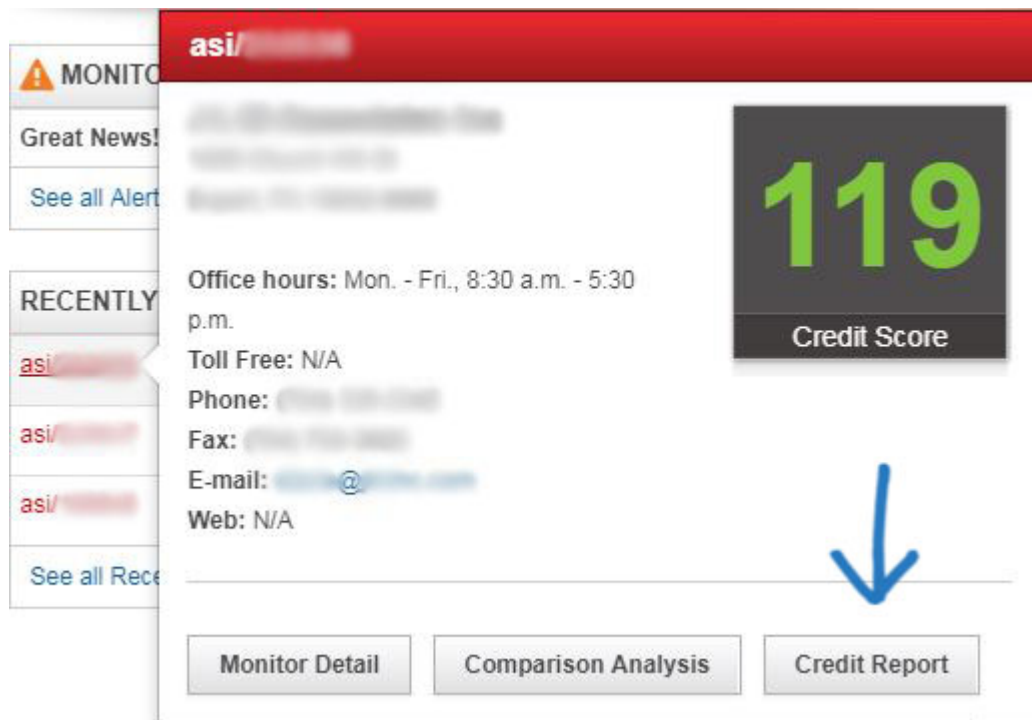 MONITO
Great News!
See all Alert
RECENTLY
asi/
asi/
asi/
See all Rece
asi/
119
Credit Score
Office hours: Mon. - Fri., 8:30 a.m. - 5:30
p.m.
Toll Free: N/A
Phone:
Fax:
E-mail: @
Web: N/A
Monitor Detail
Comparison Analysis
Credit Report